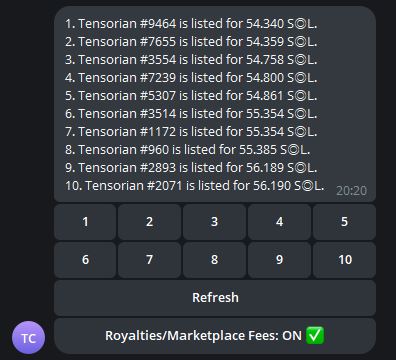 1. Tensorian #9464 is listed for 54.340 S◎L.
2. Tensorian #7655 is listed for 54.359 S◎L.
3. Tensorian #3554 is listed for 54.758 S◎L.
4. Tensorian #7239 is listed for 54.800 S◎L.
5. Tensorian #5307 is listed for 54.861 S◎L.
6. Tensorian #3514 is listed for 55.354 S◎L.
7. Tensorian #1172 is listed for 55.354 S◎L.
8. Tensorian #960 is listed for 55.385 S◎L.
9. Tensorian #2893 is listed for 56.189 S◎L.
10. Tensorian #2071 is listed for 56.190 S◎L.
20:20
1 2 3 4 5
6 7 8 9 10
Refresh
TC
Royalties/Marketplace Fees: ON ✅